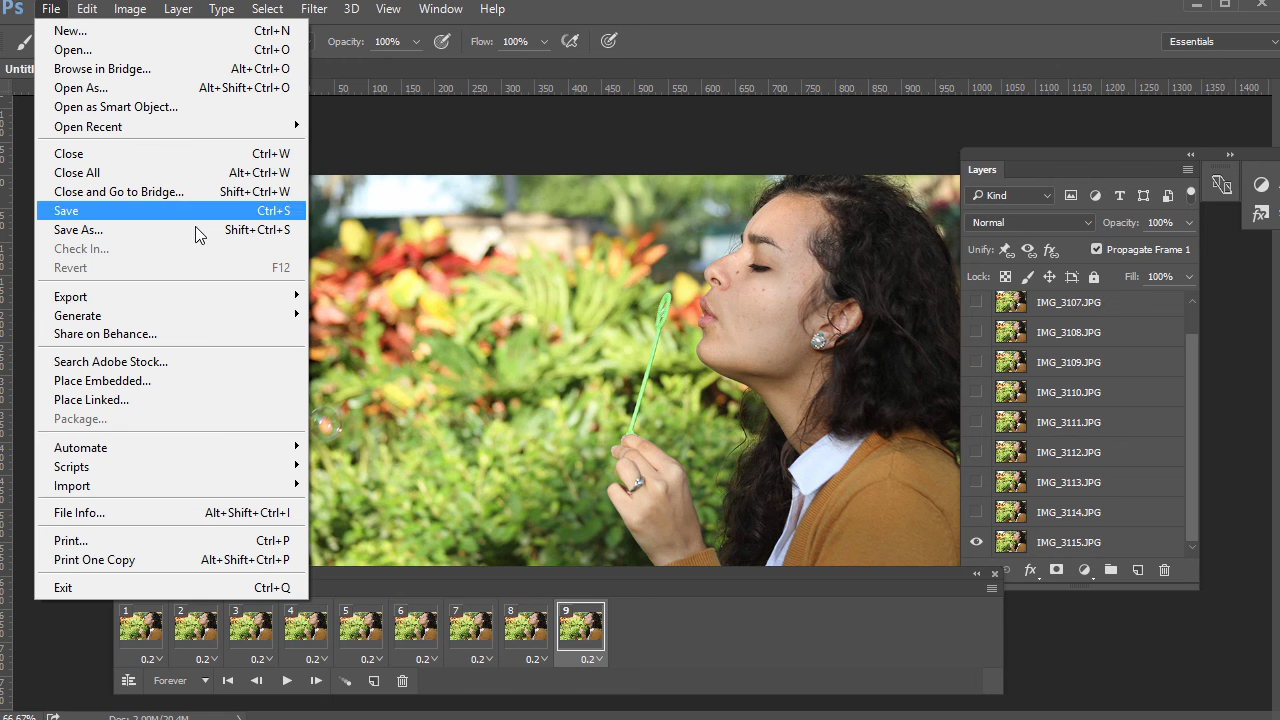 Ps File Edit Image Layer Type Select Filter 3D View Window Help
Opacity: 100% Flow: 100% Essentials
50 100 150 200 250 300 350 400 450 500 550 600 650 700 750 800 850 900 950 1000 1050 1100 1150 1200 1250 1300 1350 1400
New... Ctrl+N
Open... Ctrl+O
Browse in Bridge... Alt+Ctrl+O
Open As... Alt+Shift+Ctrl+O
Open as Smart Object...
Open Recent
Close Ctrl+W
Close All Alt+Ctrl+W
Close and Go to Bridge... Shift+Ctrl+W
Save Ctrl+S
Save As... Shift+Ctrl+S
Check In...
Revert F12
Export
Generate
Share on Behance...
Search Adobe Stock...
Place Embedded...
Place Linked...
Package...
Automate
Scripts
Import
File Info... Alt+Shift+Ctrl+I
Print... Ctrl+P
Print One Copy Alt+Shift+Ctrl+P
Exit Ctrl+Q
Layers
Kind
Normal Opacity: 100%
Unify: Propagate Frame 1
Lock: Fill: 100%
IMG_3107.JPG
IMG_3108.JPG
IMG_3109.JPG
IMG_3110.JPG
IMG_3111.JPG
IMG_3112.JPG
IMG_3113.JPG
IMG_3114.JPG
IMG_3115.JPG
fx
1 2 3 4 5 6 7 8 9
0.2 0.2 0.2 0.2 0.2 0.2 0.2 0.2 0.2
Forever
66.67% Doc: 2.00M/20.4M